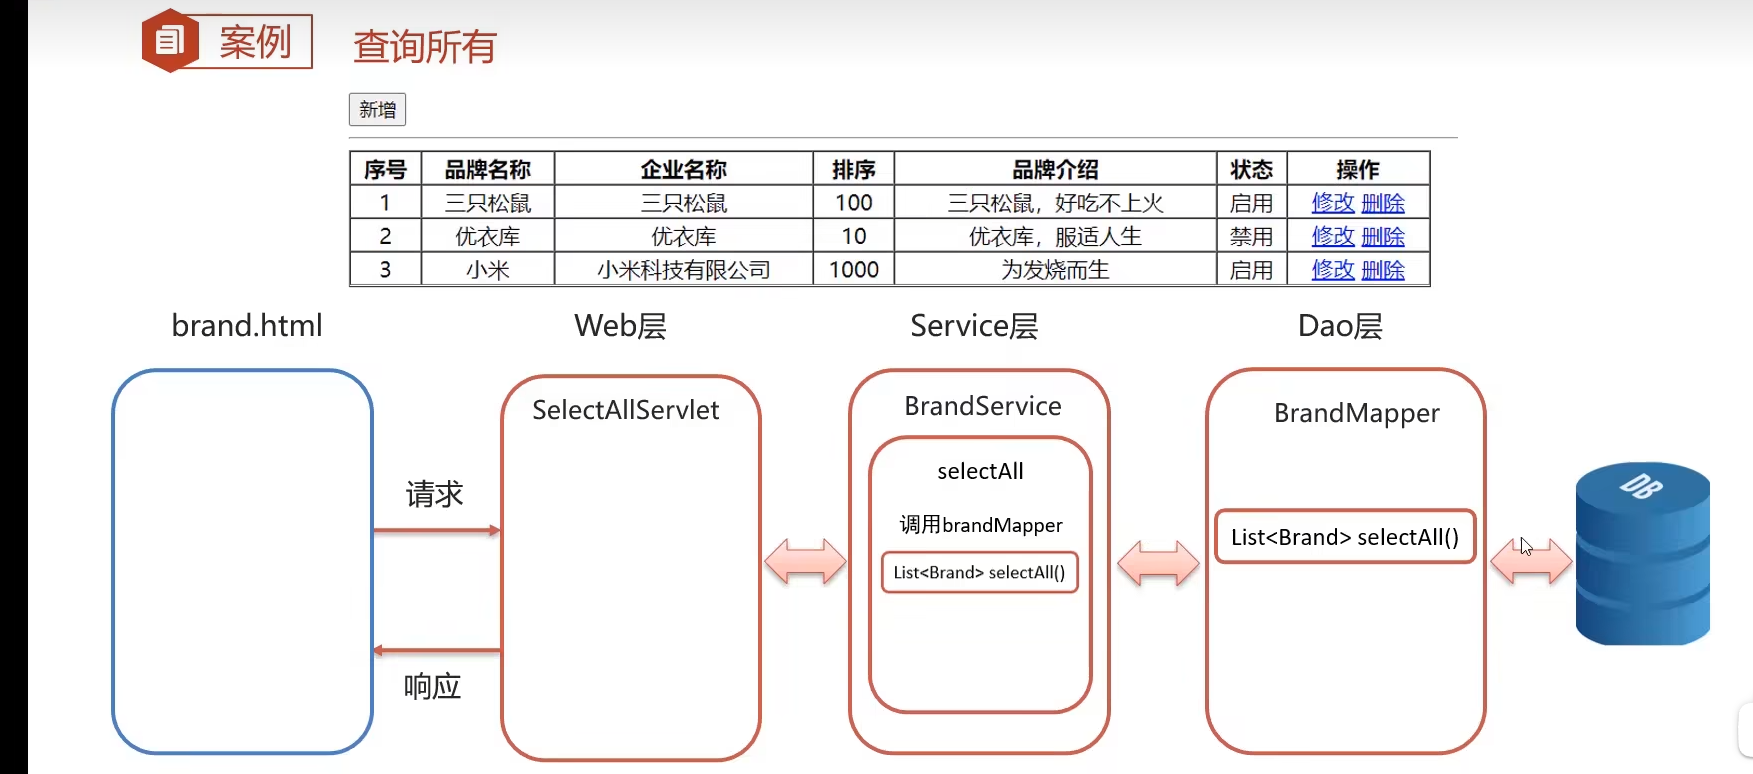 案例 查询所有
新增
序号 品牌名称 企业名称 排序 品牌介绍 状态 操作
1 三只松鼠 三只松鼠 100 三只松鼠，好吃不上火 启用 修改 删除
2 优衣库 优衣库 10 优衣库，服适人生 禁用 修改 删除
3 小米 小米科技有限公司 1000 为发烧而生 启用 修改 删除
brand.html Web层 Service层 Dao层
SelectAllServlet BrandService BrandMapper
selectAll
调用brandMapper
List<Brand> selectAll()
List<Brand> selectAll()
DB
请求
响应